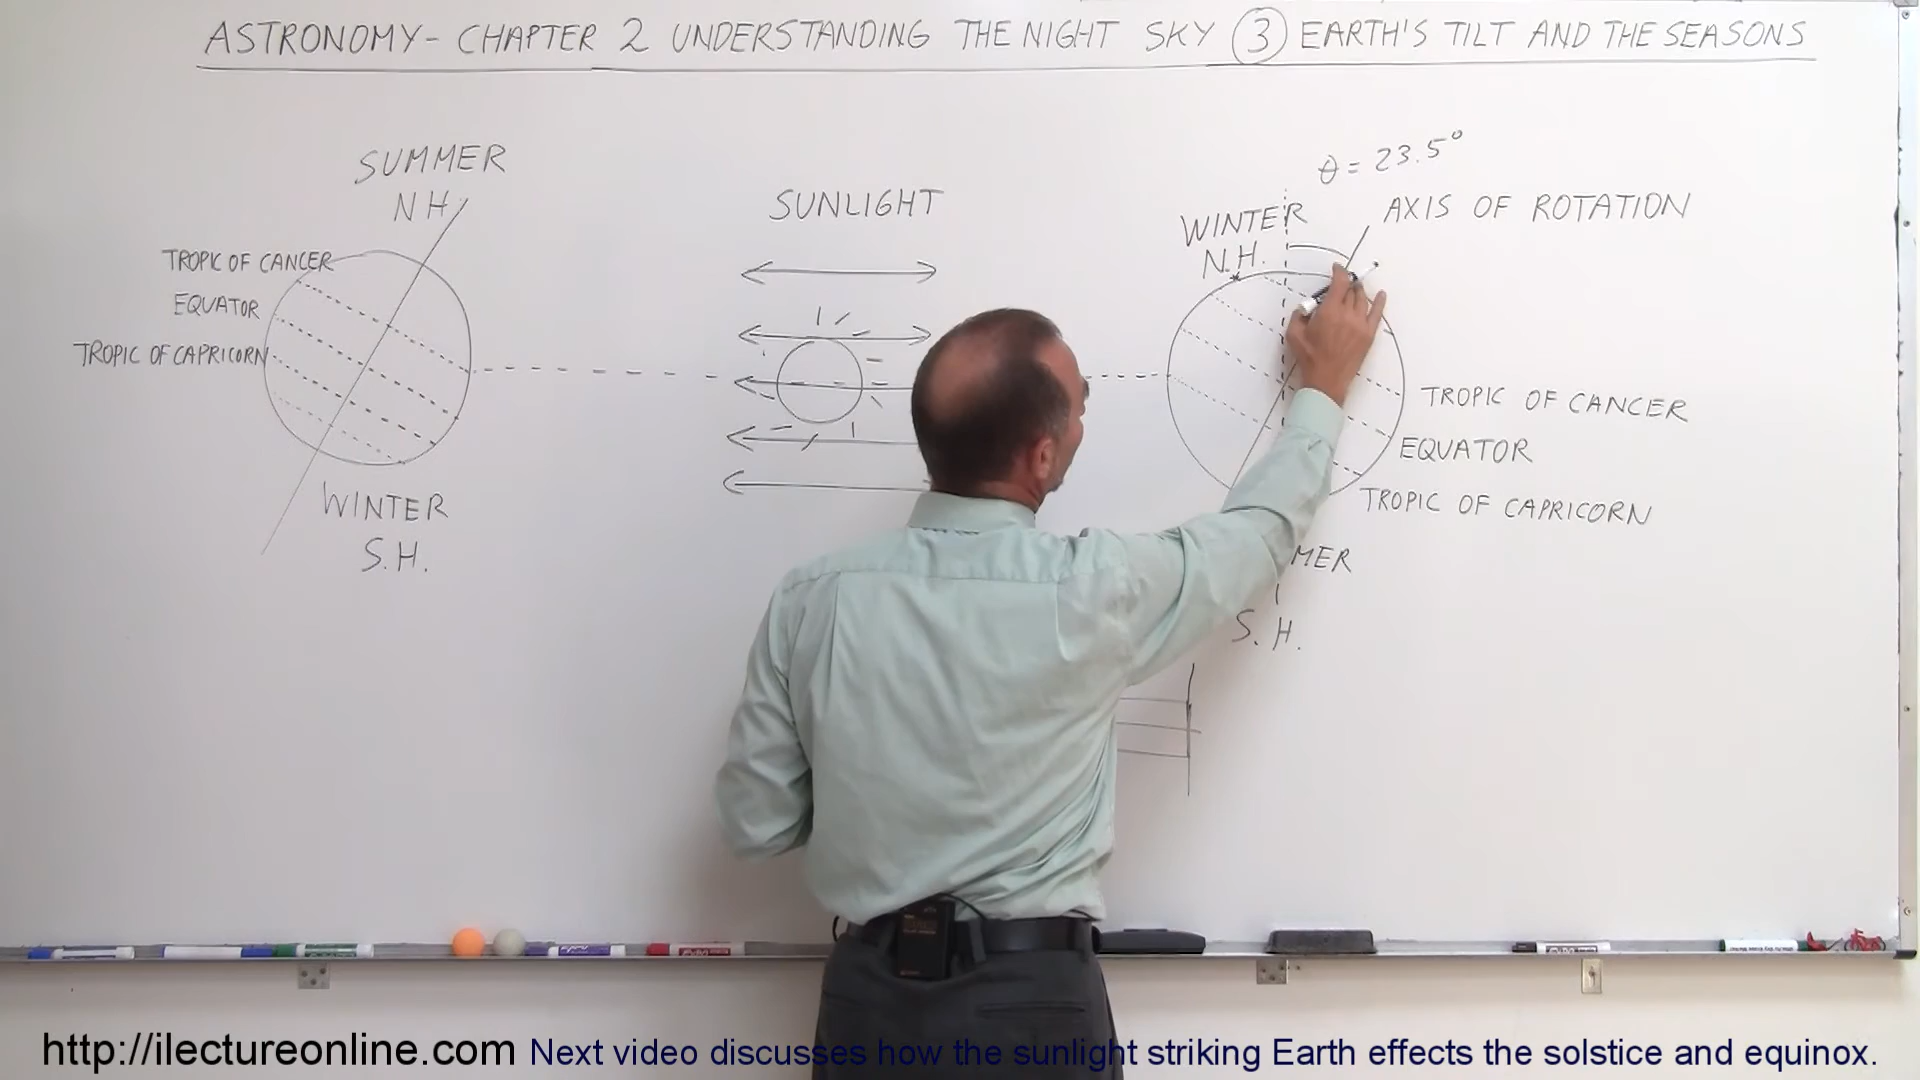 ASTRONOMY- CHAPTER 2 UNDERSTANDING THE NIGHT SKY 3 EARTH'S TILT AND THE SEASONS
SUMMER
N H.
TROPIC OF CANCER
EQUATOR
TROPIC OF CAPRICORN
WINTER
S.H.
SUNLIGHT
θ = 23.5°
AXIS OF ROTATION
WINTER
N.H.
TROPIC OF CANCER
EQUATOR
TROPIC OF CAPRICORN
MER
S. H.
http://ilectureonline.com Next video discusses how the sunlight striking Earth effects the solstice and equinox.